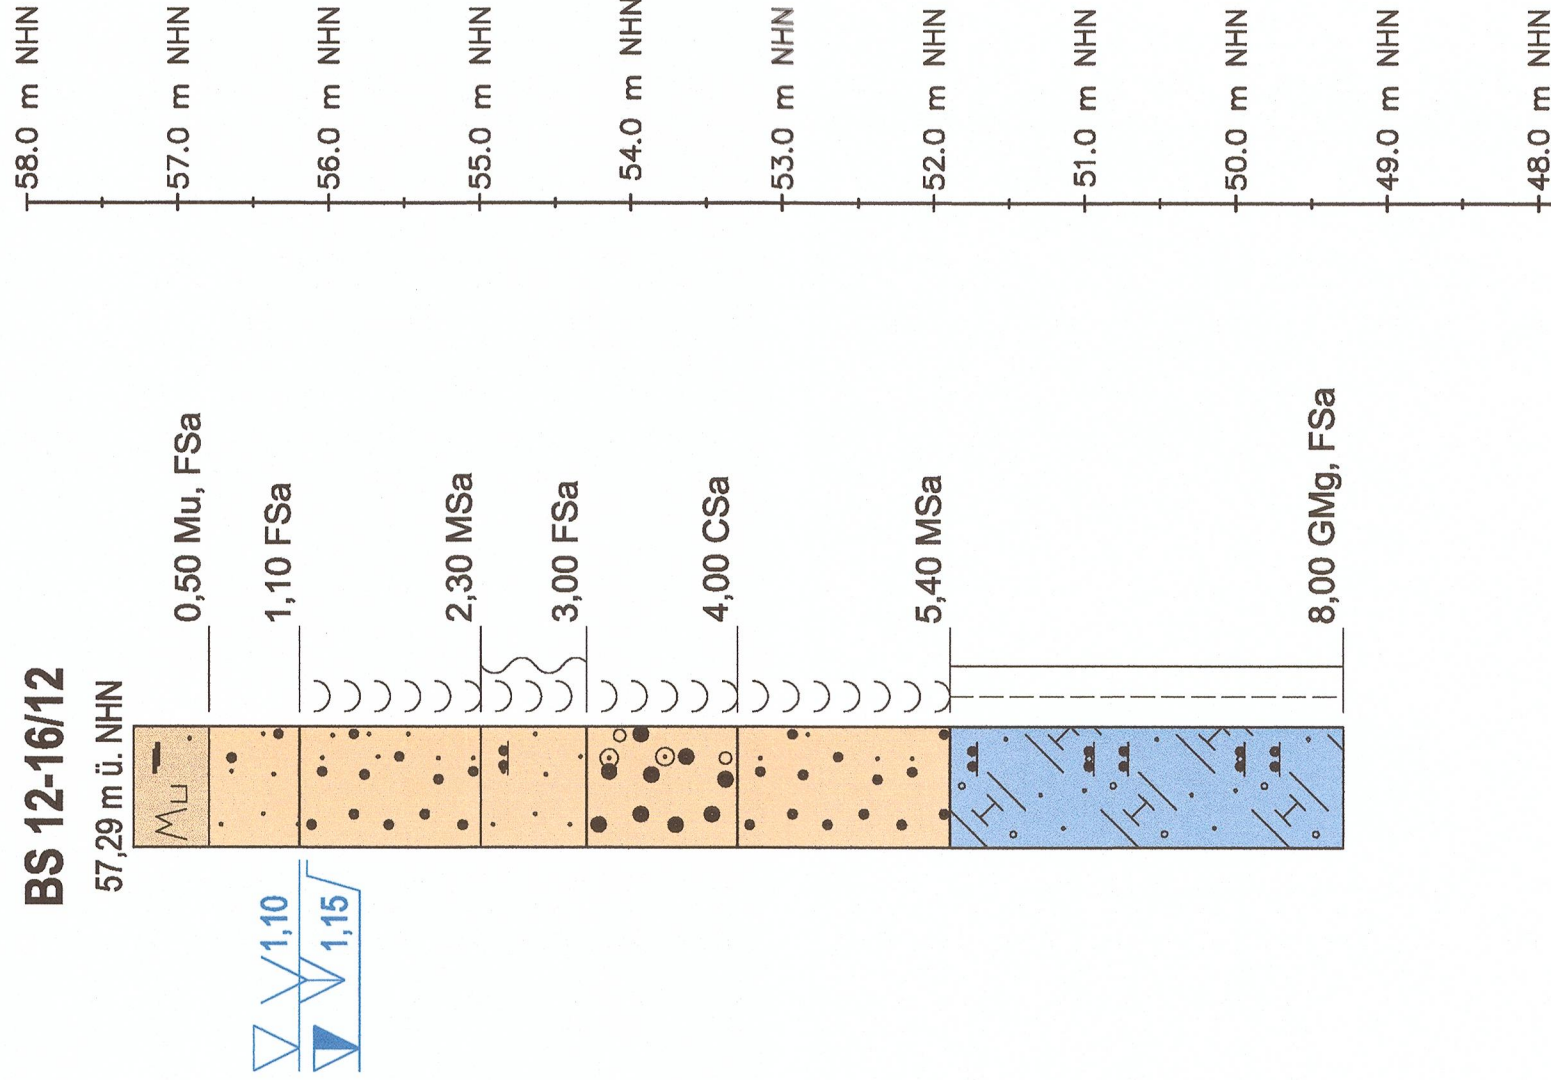 BS 12-16/12
57,29 m ü. NHN
Mu
0,50 Mu, FSa
1,10 FSa
2,30 MSa
3,00 FSa
4,00 CSa
5,40 MSa
8,00 GMg, FSa
1,10
1,15
58.0 m NHN
57.0 m NHN
56.0 m NHN
55.0 m NHN
54.0 m NHN
53.0 m NHN
52.0 m NHN
51.0 m NHN
50.0 m NHN
49.0 m NHN
48.0 m NHN